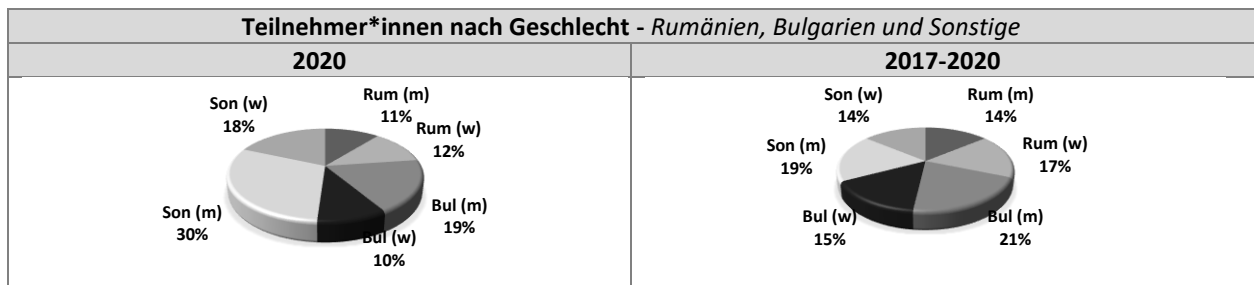 Teilnehmer*innen nach Geschlecht - Rumänien, Bulgarien und Sonstige
2020
2017-2020
Son (w)
18%
Rum (m)
11%
Rum (w)
12%
Bul (m)
19%
Bul (w)
10%
Son (m)
30%
Son (w)
14%
Rum (m)
14%
Rum (w)
17%
Bul (m)
21%
Bul (w)
15%
Son (m)
19%